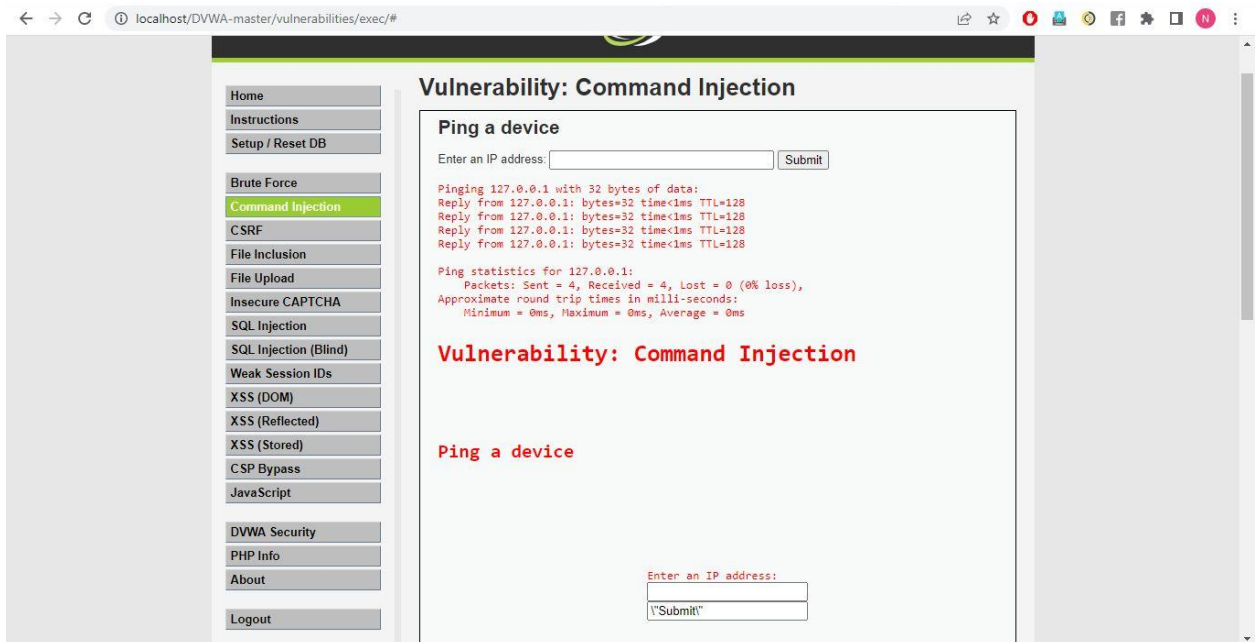 localhost/DVWA-master/vulnerabilities/exec/#
N
Home
Instructions
Setup / Reset DB
Brute Force
Command Injection
CSRF
File Inclusion
File Upload
Insecure CAPTCHA
SQL Injection
SQL Injection (Blind)
Weak Session IDs
XSS (DOM)
XSS (Reflected)
XSS (Stored)
CSP Bypass
JavaScript
DVWA Security
PHP Info
About
Logout
Vulnerability: Command Injection
Ping a device
Enter an IP address:
Submit
Pinging 127.0.0.1 with 32 bytes of data:
Reply from 127.0.0.1: bytes=32 time<1ms TTL=128
Reply from 127.0.0.1: bytes=32 time<1ms TTL=128
Reply from 127.0.0.1: bytes=32 time<1ms TTL=128
Reply from 127.0.0.1: bytes=32 time<1ms TTL=128
Ping statistics for 127.0.0.1:
Packets: Sent = 4, Received = 4, Lost = 0 (0% loss),
Approximate round trip times in milli-seconds:
Minimum = 0ms, Maximum = 0ms, Average = 0ms
Vulnerability: Command Injection
Ping a device
Enter an IP address:
\"Submit\"